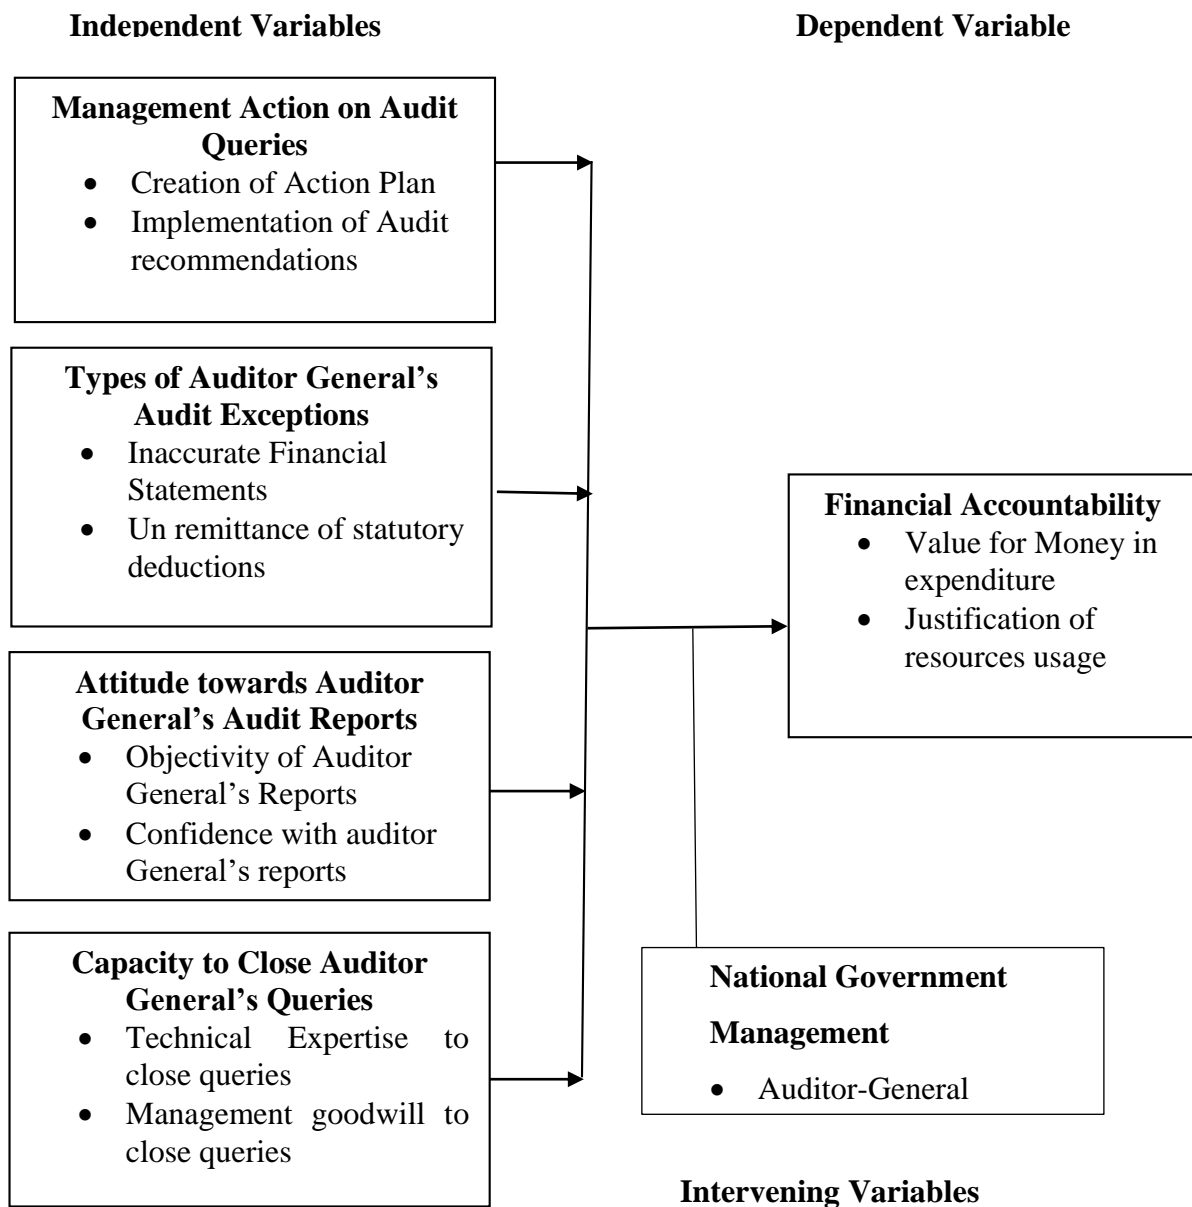 Independent Variables
Dependent Variable
Management Action on Audit
Queries
• Creation of Action Plan
• Implementation of Audit
recommendations
Types of Auditor General’s
Audit Exceptions
• Inaccurate Financial
Statements
• Un remittance of statutory
deductions
Attitude towards Auditor
General’s Audit Reports
• Objectivity of Auditor
General’s Reports
• Confidence with auditor
General’s reports
Capacity to Close Auditor
General’s Queries
• Technical Expertise to
close queries
• Management goodwill to
close queries
Financial Accountability
• Value for Money in
expenditure
• Justification of
resources usage
National Government
Management
• Auditor-General
Intervening Variables